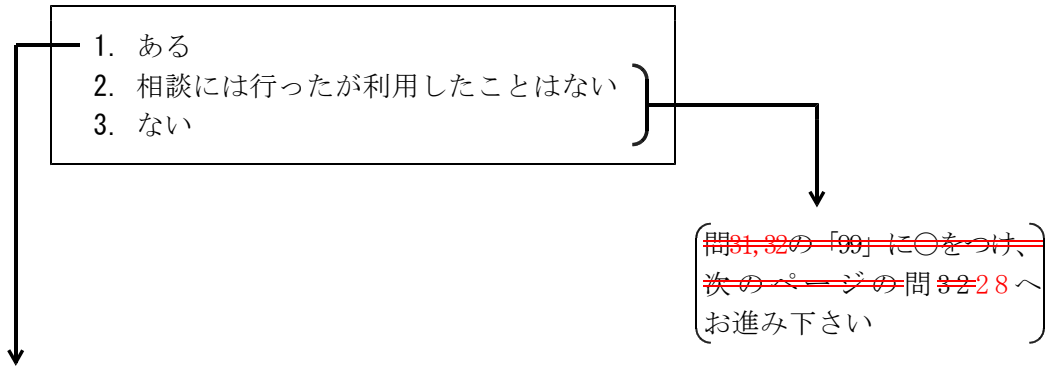 1. ある
2. 相談には行ったが利用したことはない
3. ない
問31,32の「99」に○をつけ、
次のページの問3228へ
お進み下さい